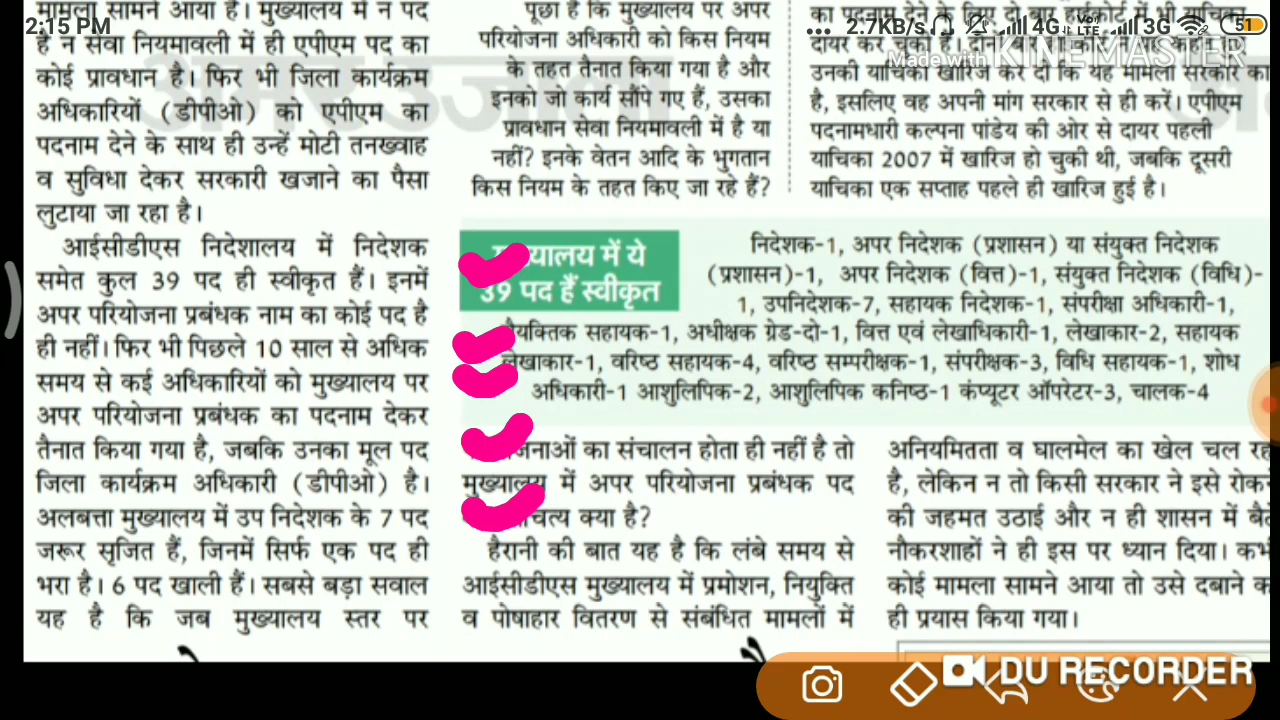 2:15 PM
... 2.7KB/s 4G VoLTE 3G 51
Made with KINEMASTER
मामला सामने आया है। मुख्यालय में न पद
है न सेवा नियमावली में ही एपीएम पद का
कोई प्रावधान है। फिर भी जिला कार्यक्रम
अधिकारियों (डीपीओ) को एपीएम का
पदनाम देने के साथ ही उन्हें मोटी तनख्वाह
व सुविधा देकर सरकारी खजाने का पैसा
लुटाया जा रहा है।
आईसीडीएस निदेशालय में निदेशक
समेत कुल 39 पद ही स्वीकृत हैं। इनमें
अपर परियोजना प्रबंधक नाम का कोई पद है
ही नहीं। फिर भी पिछले 10 साल से अधिक
समय से कई अधिकारियों को मुख्यालय पर
अपर परियोजना प्रबंधक का पदनाम देकर
तैनात किया गया है, जबकि उनका मूल पद
जिला कार्यक्रम अधिकारी (डीपीओ) है।
अलबत्ता मुख्यालय में उप निदेशक के 7 पद
जरूर सृजित हैं, जिनमें सिर्फ एक पद ही
भरा है। 6 पद खाली हैं। सबसे बड़ा सवाल
यह है कि जब मुख्यालय स्तर पर
पूछा है कि मुख्यालय पर अपर
परियोजना अधिकारी को किस नियम
के तहत तैनात किया गया है और
इनको जो कार्य सौंपे गए हैं, उसका
प्रावधान सेवा नियमावली में है या
नहीं? इनके वेतन आदि के भुगतान
किस नियम के तहत किए जा रहे हैं?
का पदनाम देने के लिए दो बार हाईकोर्ट में भी याचिका
दायर कर चुकी हैं। दोनों बार
उनकी याचिका खारिज कर दी कि यह मामला सरकार का
है, इसलिए वह अपनी मांग सरकार से ही करें। एपीएम
पदनामधारी कल्पना पांडेय की ओर से दायर पहली
याचिका 2007 में खारिज हो चुकी थी, जबकि दूसरी
याचिका एक सप्ताह पहले ही खारिज हुई है।
मुख्यालय में ये
39 पद हैं स्वीकृत
निदेशक-1, अपर निदेशक (प्रशासन) या संयुक्त निदेशक
(प्रशासन)-1, अपर निदेशक (वित्त)-1, संयुक्त निदेशक (विधि)-
1, उपनिदेशक-7, सहायक निदेशक-1, संपरीक्षा अधिकारी-1,
वैयक्तिक सहायक-1, अधीक्षक ग्रेड-दो-1, वित्त एवं लेखाधिकारी-1, लेखाकार-2, सहायक
लेखाकार-1, वरिष्ठ सहायक-4, वरिष्ठ सम्परीक्षक-1, संपरीक्षक-3, विधि सहायक-1, शोध
अधिकारी-1 आशुलिपिक-2, आशुलिपिक कनिष्ठ-1 कंप्यूटर ऑपरेटर-3, चालक-4
का संचालन होता ही नहीं है तो
मुख्यालय में अपर परियोजना प्रबंधक पद
क्या है?
हैरानी की बात यह है कि लंबे समय से
आईसीडीएस मुख्यालय में प्रमोशन, नियुक्ति
व पोषाहार वितरण से संबंधित मामलों में
अनियमितता व घालमेल का खेल चल रह
है, लेकिन न तो किसी सरकार ने इसे रोकने
की जहमत उठाई और न ही शासन में बैठे
नौकरशाहों ने ही इस पर ध्यान दिया। कभ
कोई मामला सामने आया तो उसे दबाने क
ही प्रयास किया गया।
DU RECORDER